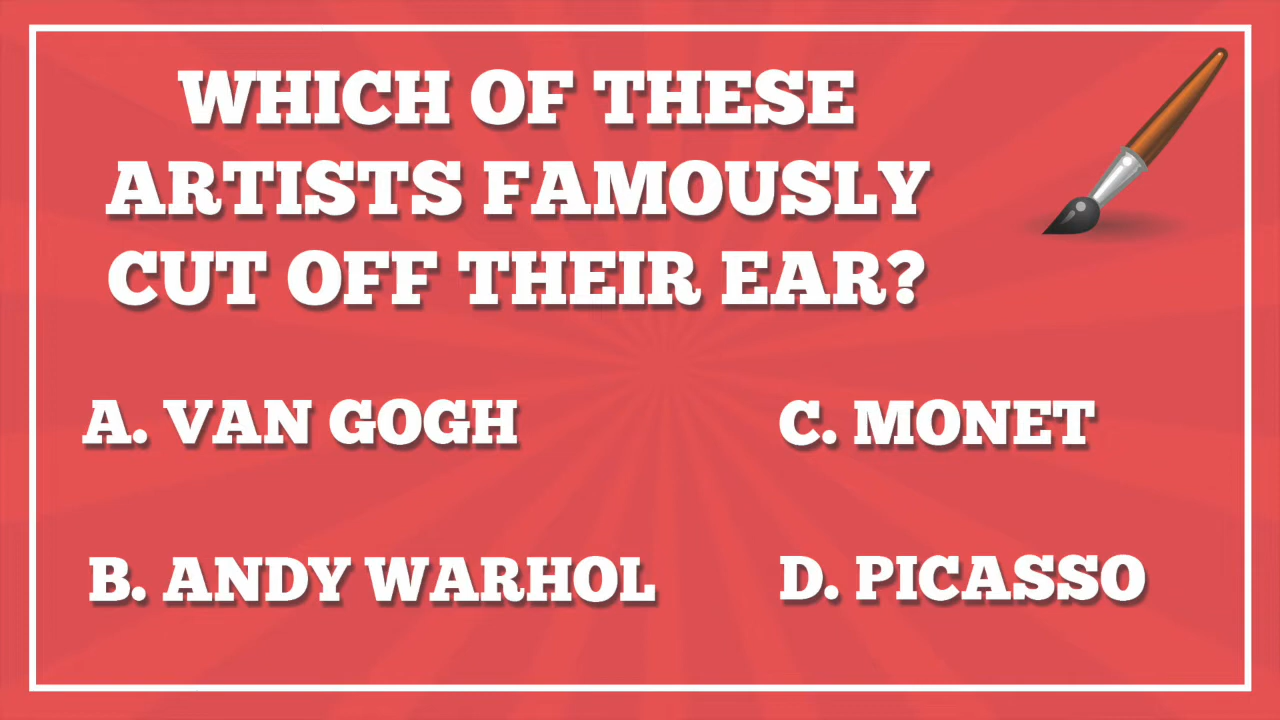 WHICH OF THESE
ARTISTS FAMOUSLY
CUT OFF THEIR EAR?
A. VAN GOGH
C. MONET
B. ANDY WARHOL
D. PICASSO